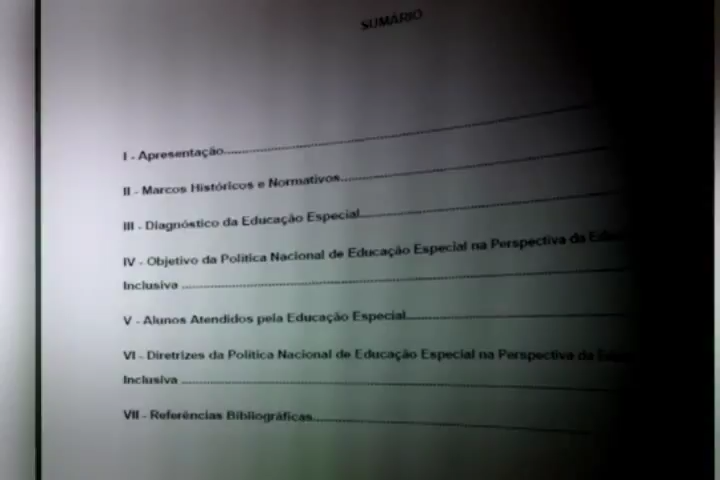 SUMÁRIO
I - Apresentação
II - Marcos Históricos e Normativos
III - Diagnóstico da Educação Especial
IV - Objetivo da Política Nacional de Educação Especial na Perspectiva da
Inclusiva
V - Alunos Atendidos pela Educação Especial
VI - Diretrizes da Política Nacional de Educação Especial na Perspectiva da
Inclusiva
VII - Referências Bibliográficas